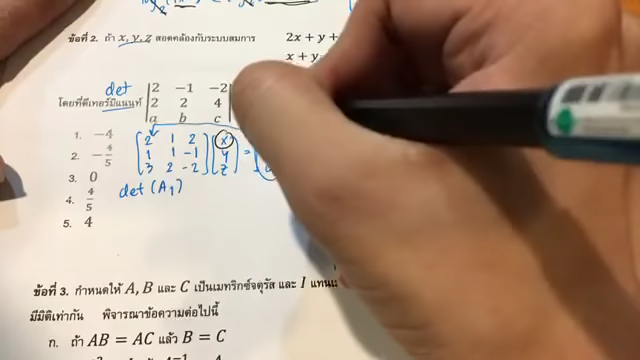 ข้อที่ 2. ถ้า x, y, z สอดคล้องกับระบบสมการ 2x + y +
x + y
det
โดยที่ดีเทอร์มิแนนท์ |2 −1 −2|
|2 2 4|
|a b c|
1. −4
2. −4/5
3. 0
4. 4/5
5. 4
[2 1 2] [x] =
[1 1 -1] [y]
[3 2 -2] [z]
det (A₁)
ข้อที่ 3. กำหนดให้ A, B และ C เป็นเมทริกซ์จตุรัส และ I แทน
มีมิติเท่ากัน พิจารณาข้อความต่อไปนี้
ก. ถ้า AB = AC แล้ว B = C